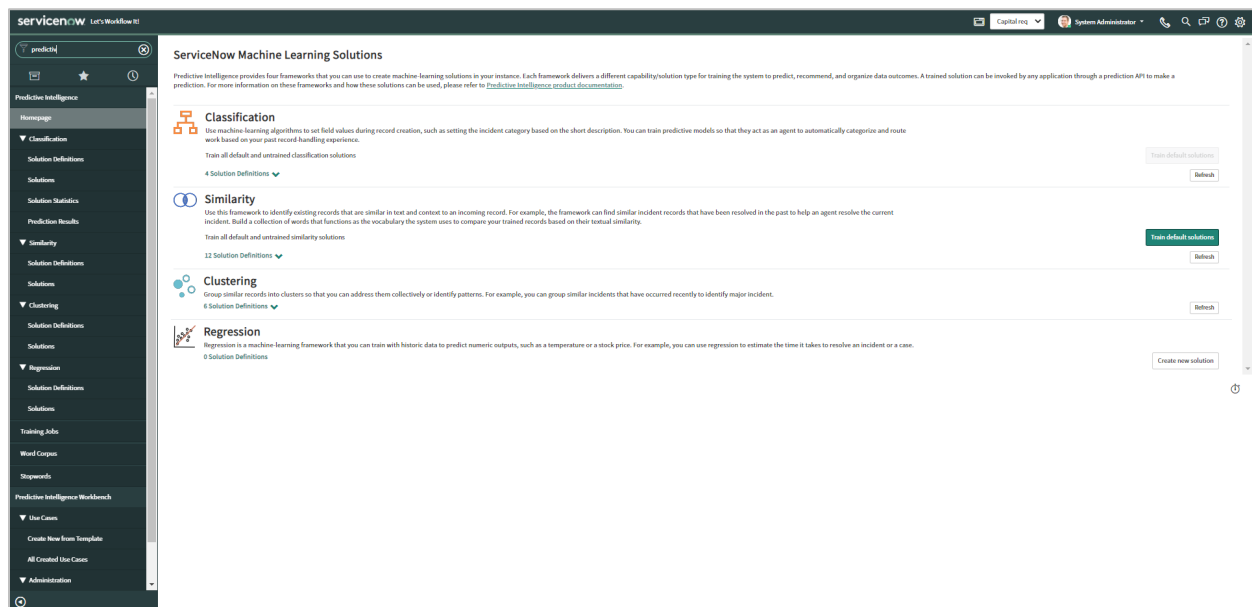 servicenow Let's Workflow It!
Capital req
System Administrator
predictiv
Predictive Intelligence
Homepage
Classification
Solution Definitions
Solutions
Solution Statistics
Prediction Results
Similarity
Solution Definitions
Solutions
Clustering
Solution Definitions
Solutions
Regression
Solution Definitions
Solutions
Training Jobs
Word Corpus
Stopwords
Predictive Intelligence Workbench
Use Cases
Create New from Template
All Created Use Cases
Administration
ServiceNow Machine Learning Solutions
Predictive Intelligence provides four frameworks that you can use to create machine-learning solutions in your instance. Each framework delivers a different capability/solution type for training the system to predict, recommend, and organize data outcomes. A trained solution can be invoked by any application through a prediction API to make a
prediction. For more information on these frameworks and how these solutions can be used, please refer to Predictive Intelligence product documentation.
Classification
Use machine-learning algorithms to set field values during record creation, such as setting the incident category based on the short description. You can train predictive models so that they act as an agent to automatically categorize and route
work based on your past record-handling experience.
Train all default and untrained classification solutions
Train default solutions
4 Solution Definitions
Refresh
Similarity
Use this framework to identify existing records that are similar in text and context to an incoming record. For example, the framework can find similar incident records that have been resolved in the past to help an agent resolve the current
incident. Build a collection of words that functions as the vocabulary the system uses to compare your trained records based on their textual similarity.
Train all default and untrained similarity solutions
Train default solutions
12 Solution Definitions
Refresh
Clustering
Group similar records into clusters so that you can address them collectively or identify patterns. For example, you can group similar incidents that have occurred recently to identify major incident.
6 Solution Definitions
Refresh
Regression
Regression is a machine-learning framework that you can train with historic data to predict numeric outputs, such as a temperature or a stock price. For example, you can use regression to estimate the time it takes to resolve an incident or a case.
0 Solution Definitions
Create new solution